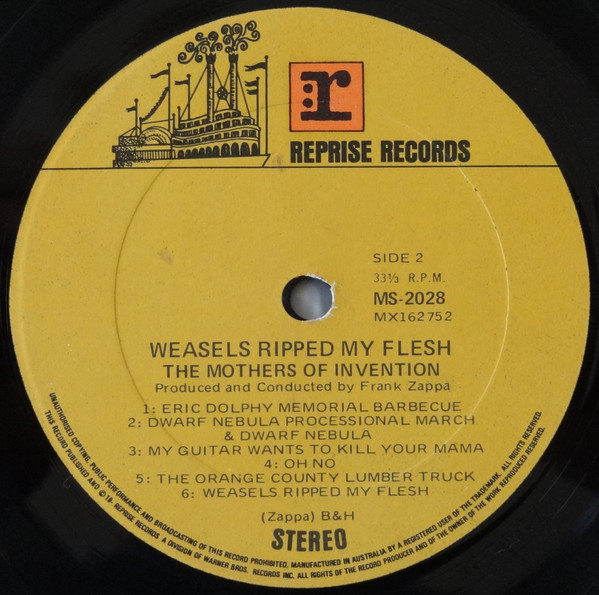 r
REPRISE RECORDS
SIDE 2
33⅓ R.P.M.
MS-2028
MX162752
WEASELS RIPPED MY FLESH
THE MOTHERS OF INVENTION
Produced and Conducted by Frank Zappa
1: ERIC DOLPHY MEMORIAL BARBECUE
2: DWARF NEBULA PROCESSIONAL MARCH
& DWARF NEBULA
3: MY GUITAR WANTS TO KILL YOUR MAMA
4: OH NO
5: THE ORANGE COUNTY LUMBER TRUCK
6: WEASELS RIPPED MY FLESH
(Zappa) B&H
STEREO
UNAUTHORISED COPYING, PUBLIC PERFORMANCE AND BROADCASTING OF THIS RECORD PROHIBITED. MANUFACTURED IN AUSTRALIA BY A REGISTERED USER OF THE TRADEMARK. ALL RIGHTS RESERVED.
THIS RECORD PUBLISHED AND © 19 REPRISE RECORDS A DIVISION OF WARNER BROS. RECORDS INC. ALL RIGHTS OF THE RECORD PRODUCER AND OF THE OWNER OF THE WORK REPRODUCED RESERVED.